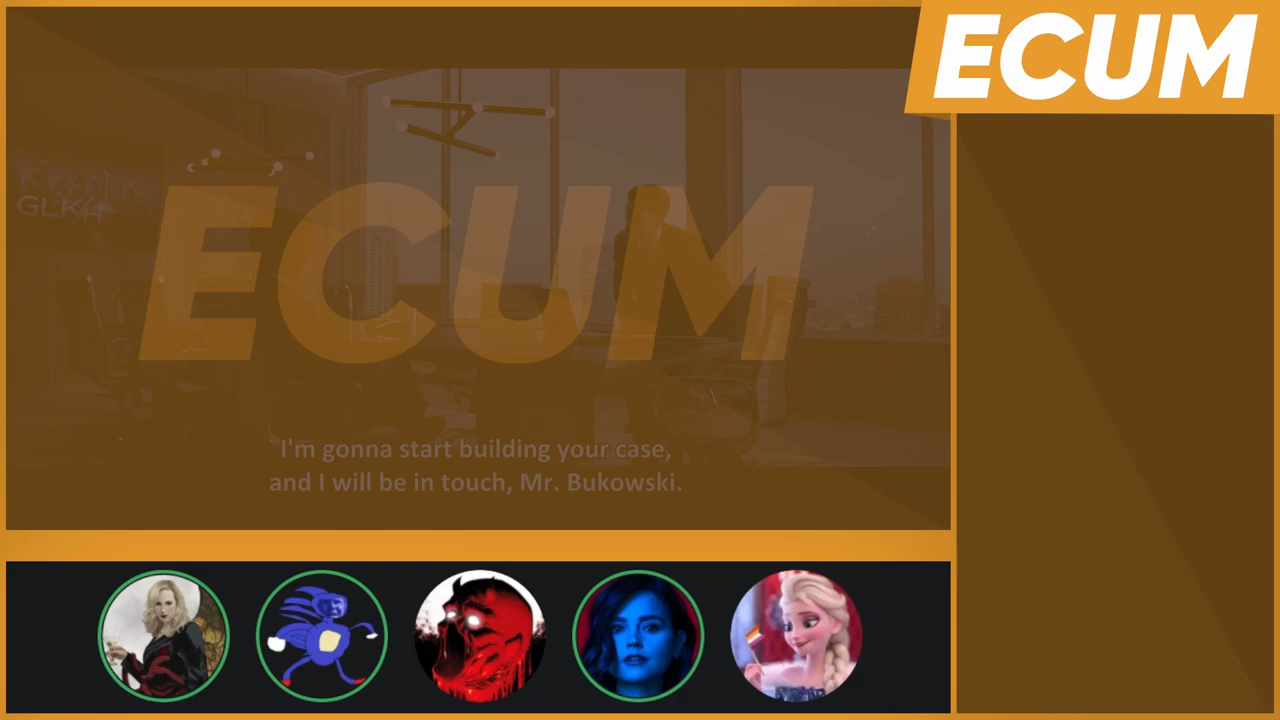 ECUM
ECUM
I'm gonna start building your case,
and I will be in touch, Mr. Bukowski.